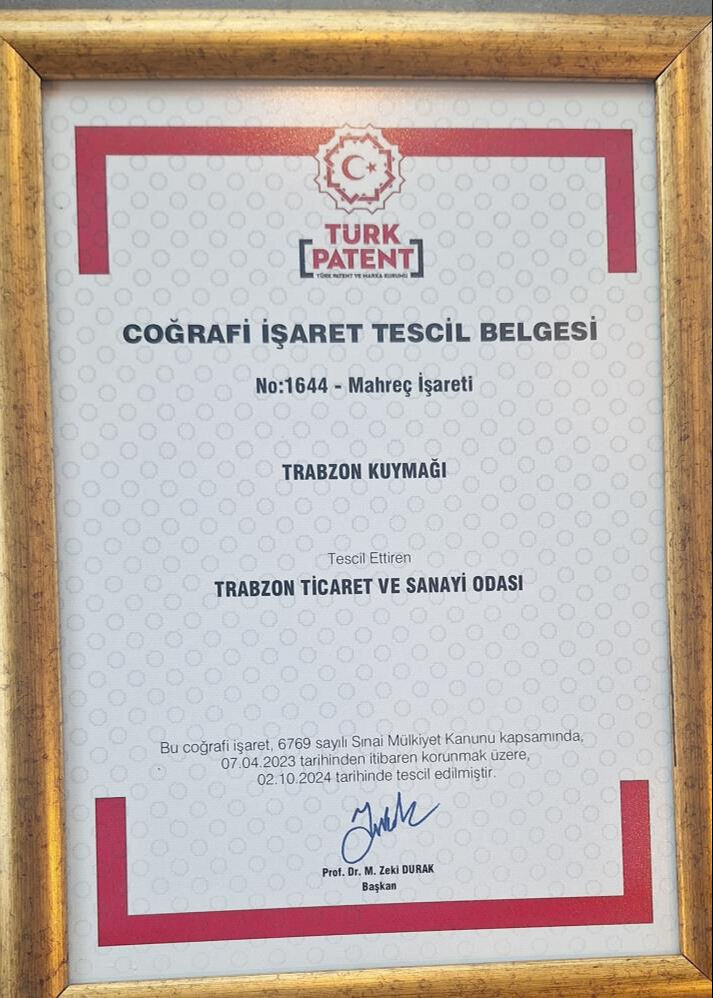 TÜRK
PATENT
TÜRK PATENT VE MARKA KURUMU
COĞRAFİ İŞARET TESCİL BELGESİ
No:1644 - Mahreç İşareti
TRABZON KUYMAĞI
Tescil Ettiren
TRABZON TİCARET VE SANAYİ ODASI
Bu coğrafi işaret, 6769 sayılı Sınai Mülkiyet Kanunu kapsamında,
07.04.2023 tarihinden itibaren korunmak üzere,
02.10.2024 tarihinde tescil edilmiştir.
Prof. Dr. M. Zeki DURAK
Başkan